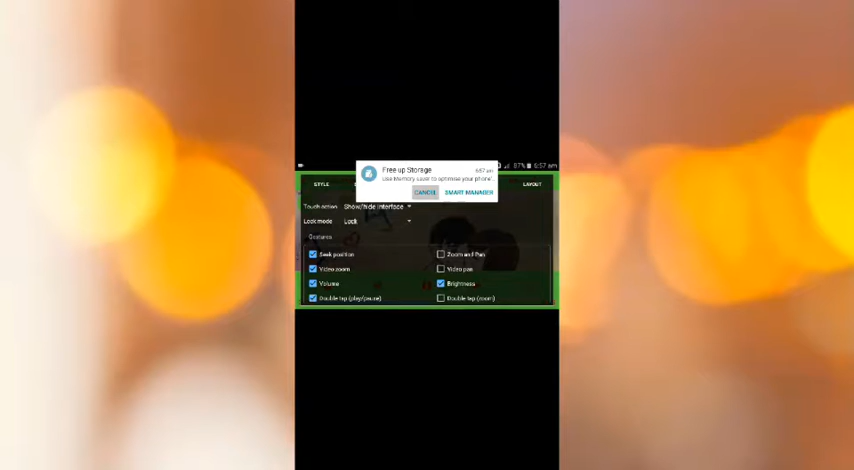 87% 6:57 am
Free up Storage 6:57 am
Use Memory saver to optimise your phone's
CANCEL SMART MANAGER
STYLE LAYOUT
Touch action Show/hide interface
Lock mode Lock
Gestures
Seek position Zoom and Pan
Video zoom Video pan
Volume Brightness
Double tap (play/pause) Double tap (zoom)